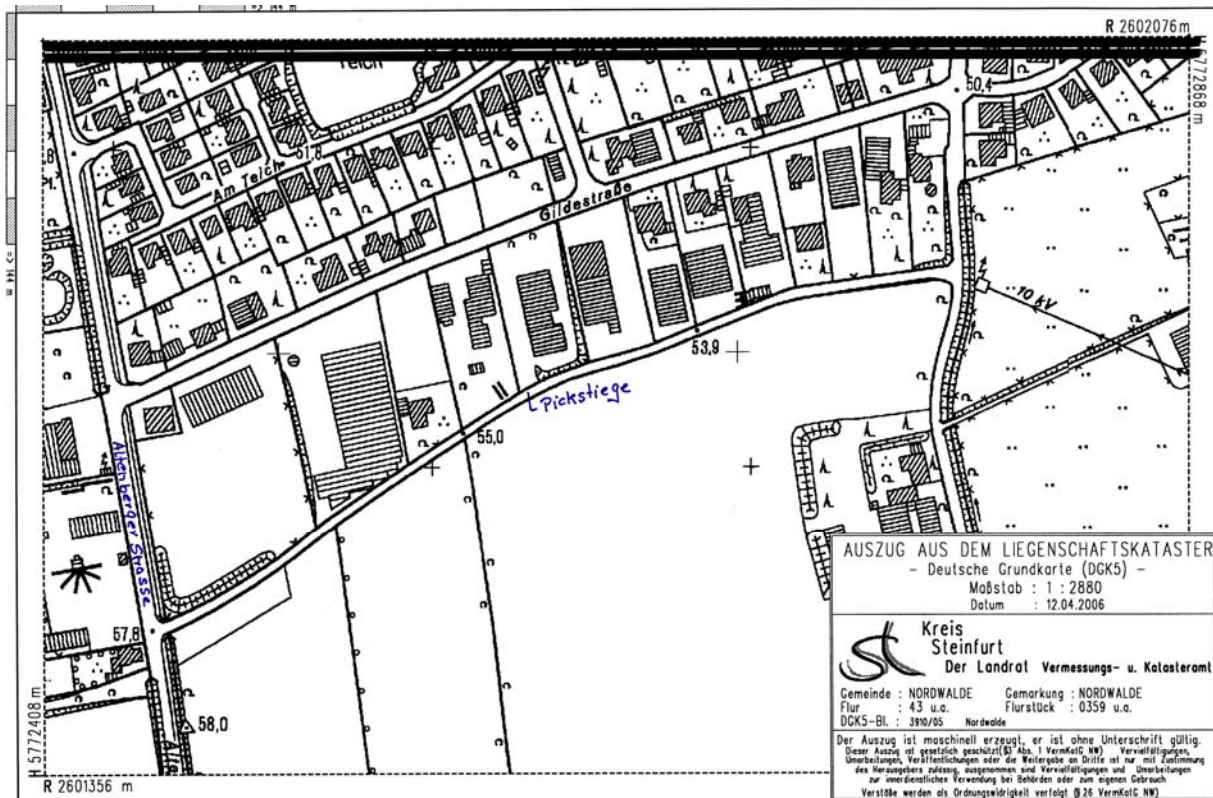 => 144 m
R 2602076 m
H 5772868 m
Teich
50,4
51,8
Am Teich
Gildestraße
=> 144 m
10 kV
53,9
Pickstiege
55,0
Altenberger Strasse
57,8
58,0
Alte
H 5772408 m
R 2601356 m
AUSZUG AUS DEM LIEGENSCHAFTSKATASTER
- Deutsche Grundkarte (DGK5) -
Maßstab : 1 : 2880
Datum : 12.04.2006
Kreis
Steinfurt
Der Landrat Vermessungs- u. Katasteramt
Gemeinde : NORDWALDE Gemarkung : NORDWALDE
Flur : 43 u.a. Flurstück : 0359 u.a.
DGK5-Bl. : 3910/05 Nordwalde
Der Auszug ist maschinell erzeugt, er ist ohne Unterschrift gültig.
Dieser Auszug ist gesetzlich geschützt(§3 Abs. 1 VermKatG NW) Vervielfältigungen,
Umarbeitungen, Veröffentlichungen oder die Weitergabe an Dritte ist nur mit Zustimmung
des Herausgebers zulässig, ausgenommen sind Vervielfältigungen und Umarbeitungen
zur innerdienstlichen Verwendung bei Behörden oder zum eigenen Gebrauch
Verstöße werden als Ordnungswidrigkeit verfolgt (§ 26 VermKatG NW)